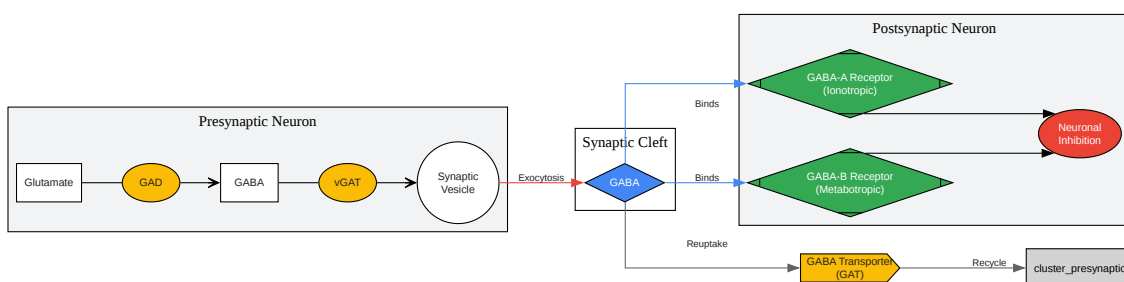 Postsynaptic Neuron
GABA-A Receptor
(Ionotropic)
Binds
Presynaptic Neuron
Synaptic Cleft
Neuronal
Inhibition
Glutamate
GAD
GABA
vGAT
Synaptic
Vesicle
Exocytosis
GABA
Binds
GABA-B Receptor
(Metabotropic)
Reuptake
GABA Transporter
(GAT)
Recycle
cluster_presynaptic